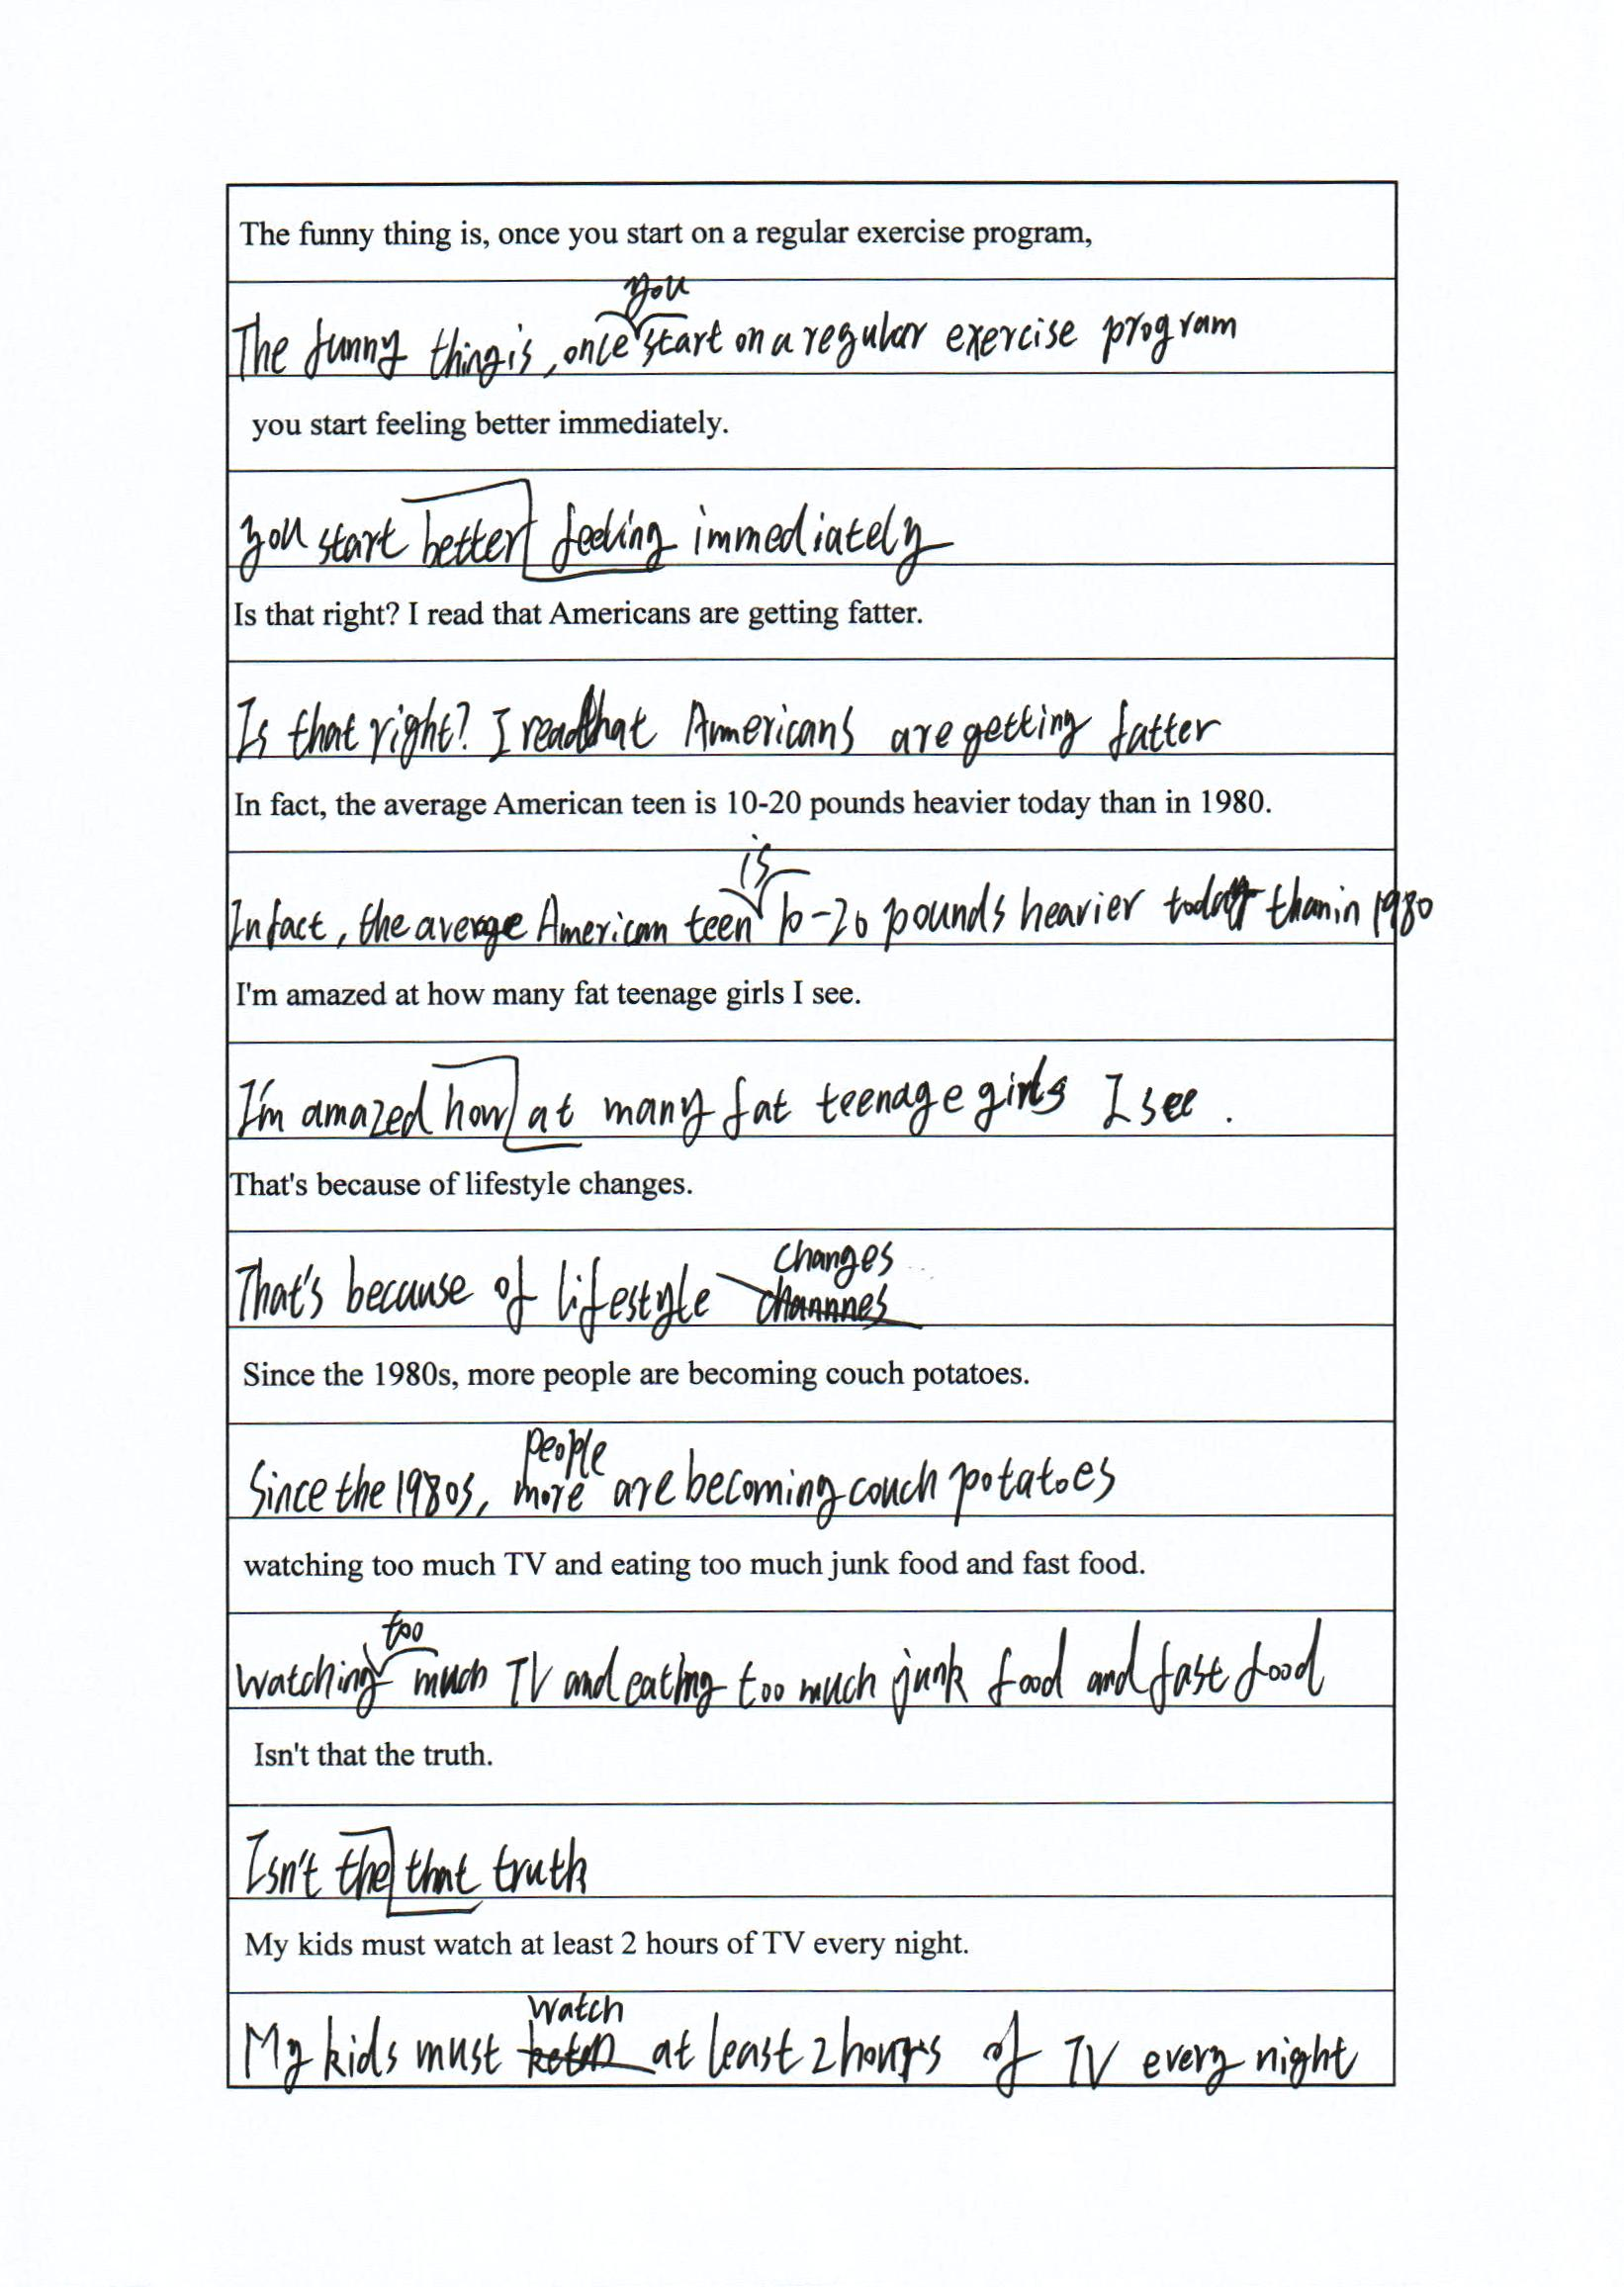 The funny thing is, once you start on a regular exercise program,
The funny thing is, once you start on a regular exercise program
you start feeling better immediately.
you start better feeling immediately
Is that right? I read that Americans are getting fatter.
Is that right? I read that Americans are getting fatter
In fact, the average American teen is 10-20 pounds heavier today than in 1980.
In fact, the average American teen is 10-20 pounds heavier today than in 1980
I'm amazed at how many fat teenage girls I see.
I'm amazed how at many fat teenage girls I see.
That's because of lifestyle changes.
That's because of lifestyle changes
Since the 1980s, more people are becoming couch potatoes.
Since the 1980s, more people are becoming couch potatoes
watching too much TV and eating too much junk food and fast food.
watching too much TV and eating too much junk food and fast food
Isn't that the truth.
Isn't the that truth
My kids must watch at least 2 hours of TV every night.
My kids must watch at least 2 hours of TV every night